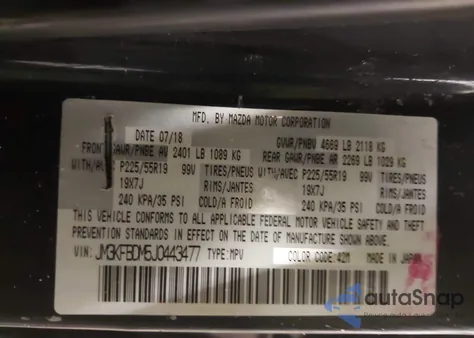 MFD. BY MAZDA MOTOR CORPORATION
DATE 07/18 GVWR/PNBV 4669 LB 2118 KG
FRONT GAWR/PNBE AV 2401 LB 1089 KG REAR GAWR/PNBE AR 2269 LB 1029 KG
WITH/AVEC P225/55R19 99V TIRES/PNEUS WITH/AVEC P225/55R19 99V TIRES/PNEUS
19X7J RIMS/JANTES 19X7J RIMS/JANTES
240 KPA/35 PSI COLD/A FROID 240 KPA/35 PSI COLD/A FROID
THIS VEHICLE CONFORMS TO ALL APPLICABLE FEDERAL MOTOR VEHICLE SAFETY AND THEFT
PREVENTION STANDARDS IN EFFECT ON THE DATE OF MANUFACTURE SHOWN ABOVE.
VIN: JM3KFBDM5J0443477 TYPE: MPV COLOR CODE: 42M MADE IN JAPAN
autoSnap